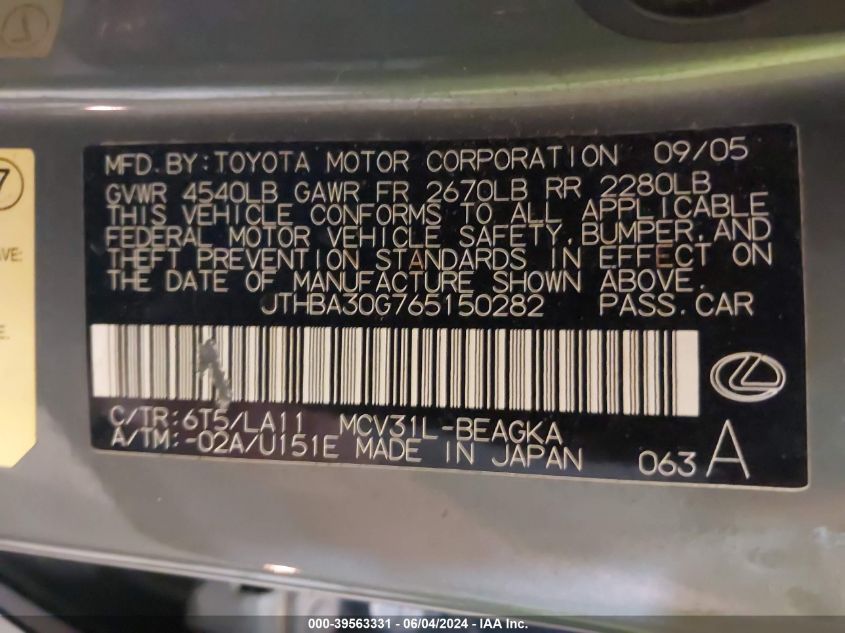 MFD.BY:TOYOTA MOTOR CORPORATION 09/05
GVWR 4540LB GAWR FR 2670LB RR 2280LB
THIS VEHICLE CONFORMS TO ALL APPLICABLE
FEDERAL MOTOR VEHICLE SAFETY,BUMPER,AND
THEFT PREVENTION STANDARDS IN EFFECT ON
THE DATE OF MANUFACTURE SHOWN ABOVE.
JTHBA30G765150282 PASS.CAR
C/TR:6T5/LA11 MCV31L-BEAGKA
A/TM:-02A/U151E MADE IN JAPAN 063 A
7
AVE:
E.
000-39563331 - 06/04/2024 - IAA Inc.